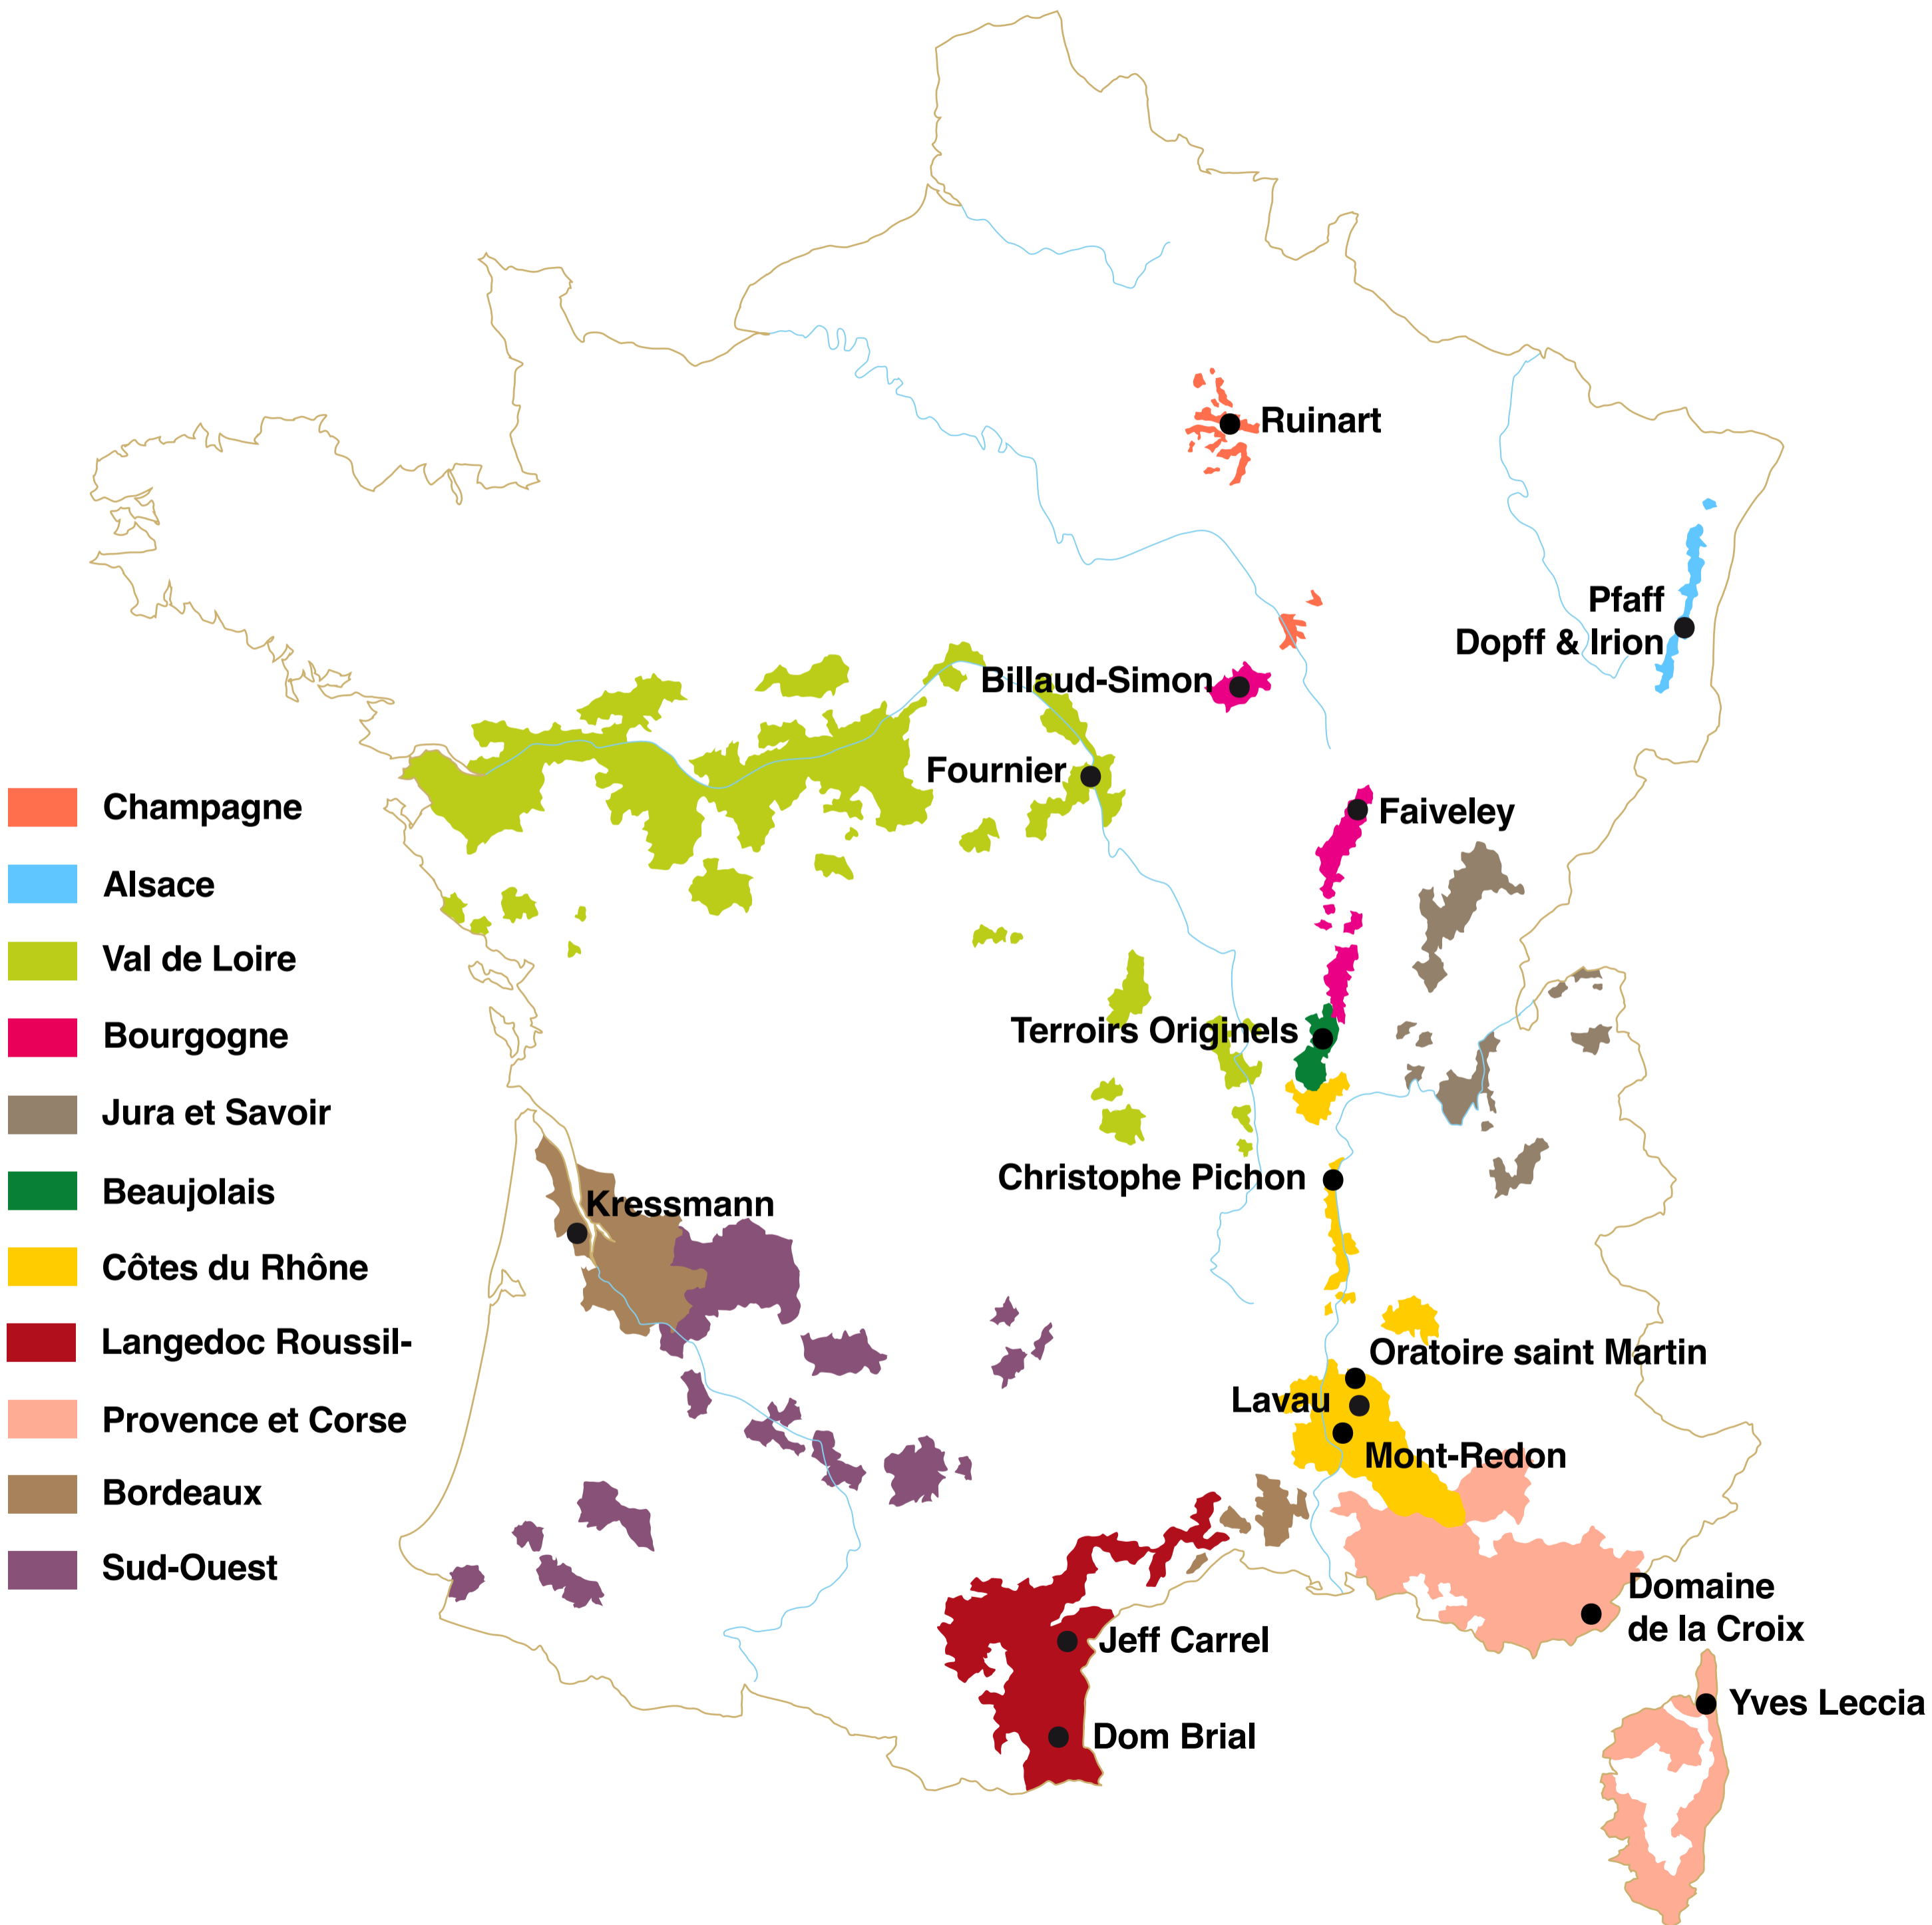 Ruinart
Pfaff
Dopff & Irion
Billaud-Simon
Fournier
Faiveley
Champagne
Alsace
Val de Loire
Bourgogne
Jura et Savoir
Beaujolais
Côtes du Rhône
Langedoc Roussil-
Provence et Corse
Bordeaux
Sud-Ouest
Terroirs Originels
Christophe Pichon
Kressmann
Oratoire saint Martin
Lavau
Mont-Redon
Domaine
de la Croix
Jeff Carrel
Yves Leccia
Dom Brial